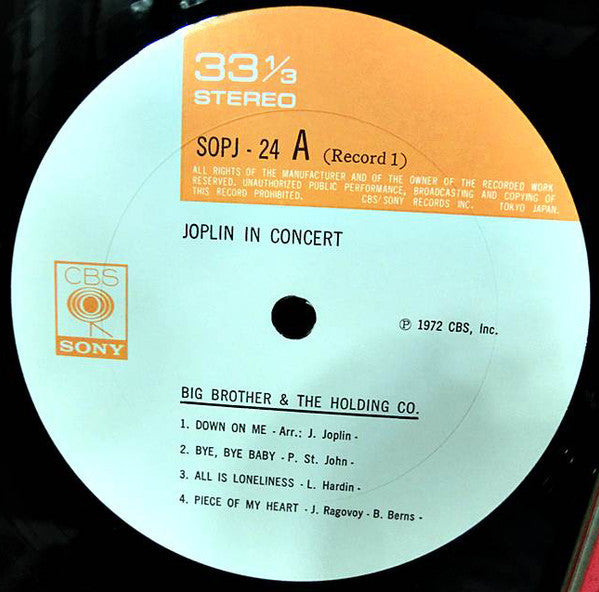 33 1/3
STEREO
SOPJ - 24 A (Record 1)
ALL RIGHTS OF THE MANUFACTURER AND OF THE OWNER OF THE RECORDED WORK
RESERVED. UNAUTHORIZED PUBLIC PERFORMANCE, BROADCASTING AND COPYING OF
THIS RECORD PROHIBITED. CBS/SONY RECORDS INC. TOKYO JAPAN.
JOPLIN IN CONCERT
CBS
SONY
℗ 1972 CBS, Inc.
BIG BROTHER & THE HOLDING CO.
1. DOWN ON ME - Arr.: J. Joplin -
2. BYE, BYE BABY - P. St. John -
3. ALL IS LONELINESS - L. Hardin -
4. PIECE OF MY HEART - J. Ragovoy - B. Berns -